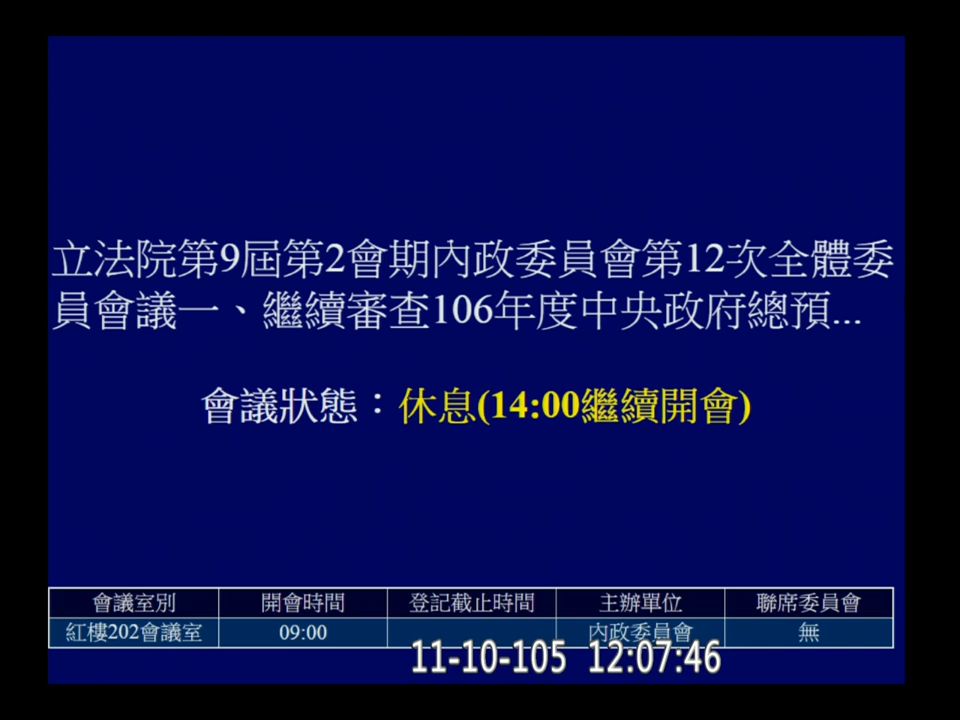 立法院第9屆第2會期內政委員會第12次全體委
員會議一、繼續審查106年度中央政府總預...
會議狀態：休息(14:00繼續開會)
會議室別 開會時間 登記截止時間 主辦單位 聯席委員會
紅樓202會議室 09:00 內政委員會 無
11-10-105 12:07:46